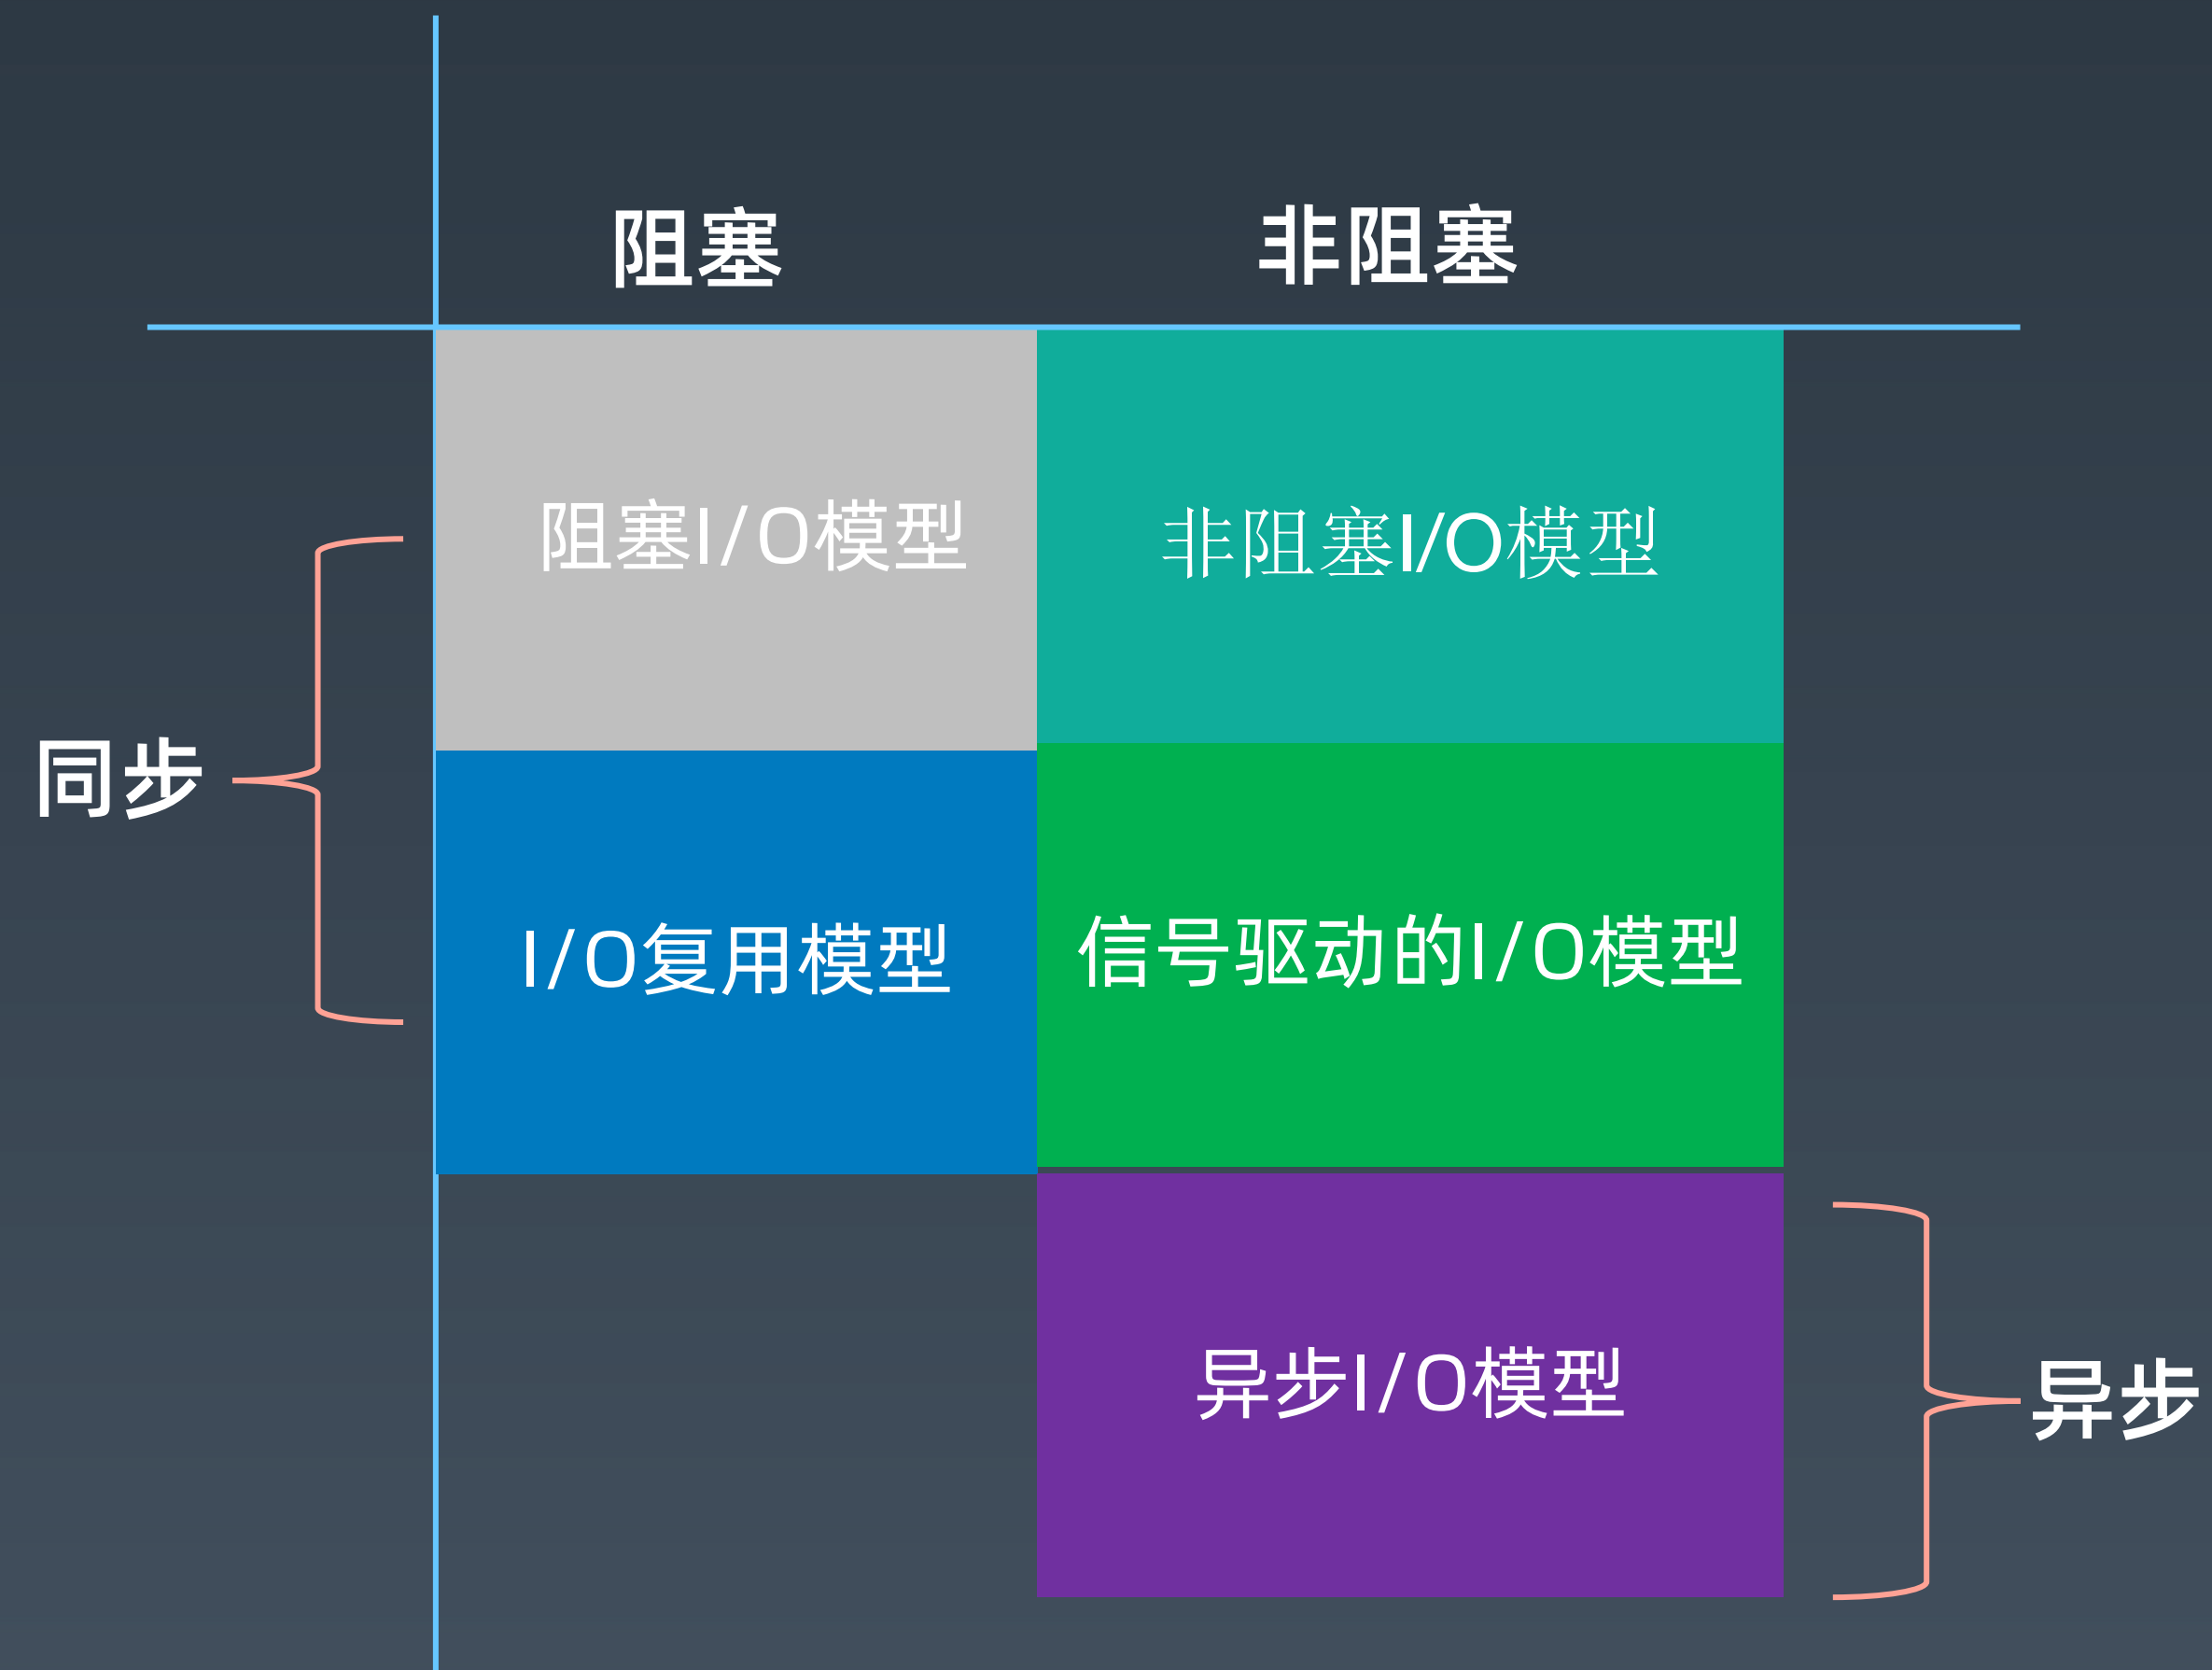 阻塞
非阻塞
阻塞I/O模型
非阻塞I/O模型
同步
I/O复用模型
信号驱动的I/O模型
异步I/O模型
异步